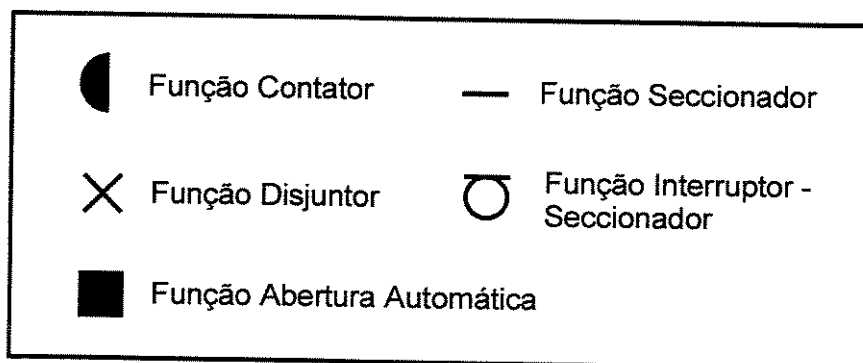 Função Contator
Função Seccionador
Função Disjuntor
Função Interruptor -
Seccionador
Função Abertura Automática